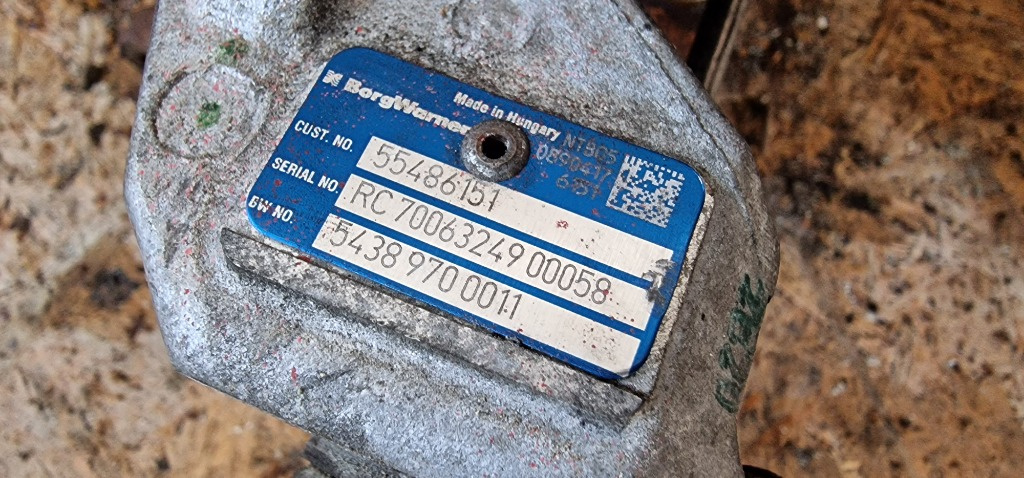 BorgWarner
Made in Hungary
CUST. NO. 55486151
SERIAL NO. RC 70063249 00058
BW NO. 5438 970 0011